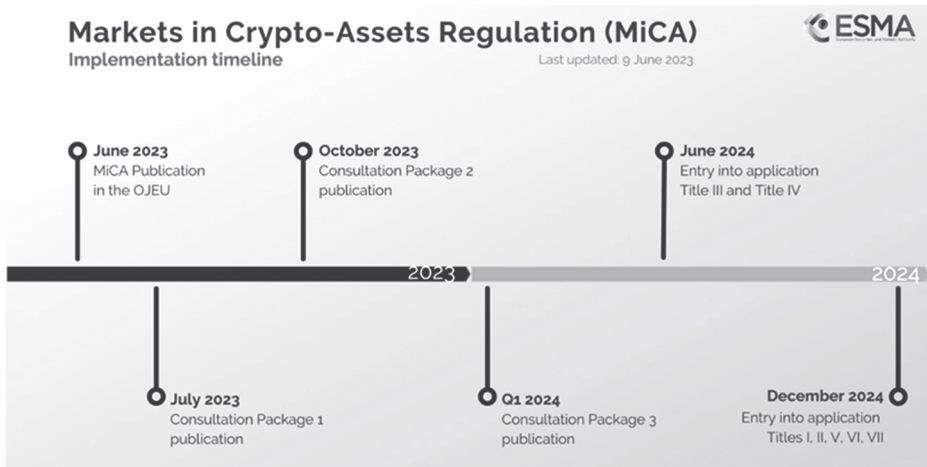 Markets in Crypto-Assets Regulation (MiCA)
Implementation timeline
Last updated: 9 June 2023
ESMA
June 2023
MiCA Publication
in the OJEU
October 2023
Consultation Package 2
publication
June 2024
Entry into application
Title III and Title IV
2023
2024
July 2023
Consultation Package 1
publication
Q1 2024
Consultation Package 3
publication
December 2024
Entry into application
Titles I, II, V, VI, VII